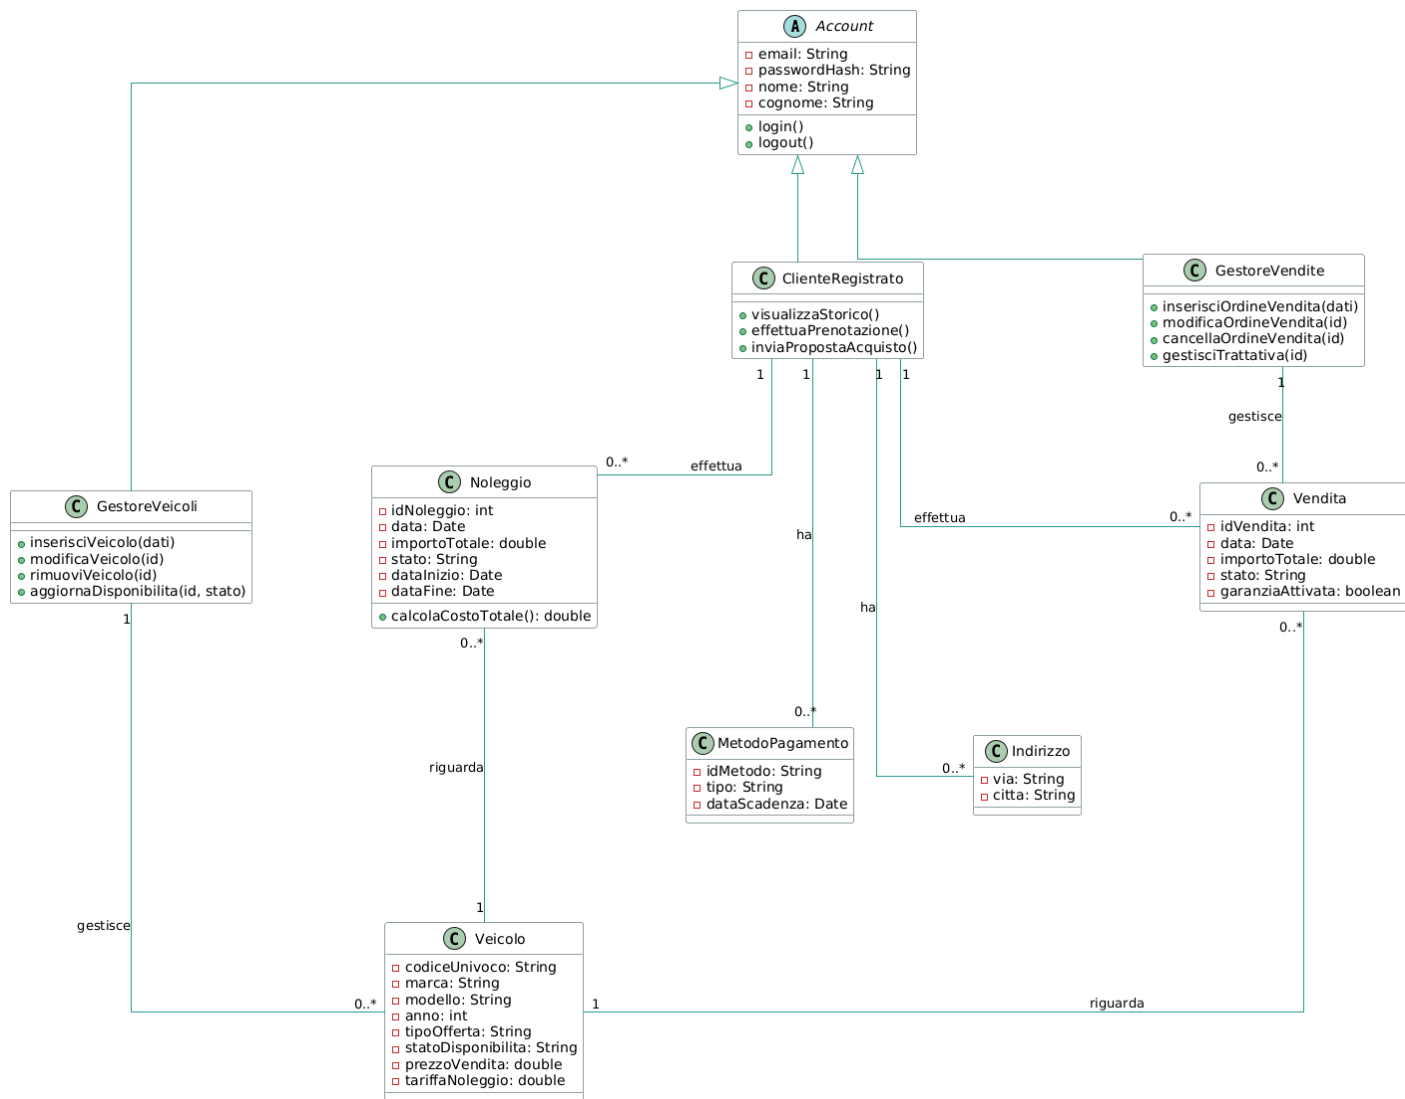 A Account
email: String
passwordHash: String
nome: String
cognome: String
login()
logout()
C ClienteRegistrato
visualizzaStorico()
effettuaPrenotazione()
inviaPropostaAcquisto()
C GestoreVendite
inserisciOrdineVendita(dati)
modificaOrdineVendita(id)
cancellaOrdineVendita(id)
gestisciTrattativa(id)
1
1
1
1
1
gestisce
0..*
0..*
effettua
C Noleggio
idNoleggio: int
data: Date
importoTotale: double
stato: String
dataInizio: Date
dataFine: Date
calcolaCostoTotale(): double
C GestoreVeicoli
inserisciVeicolo(dati)
modificaVeicolo(id)
rimuoviVeicolo(id)
aggiornaDisponibilita(id, stato)
C Vendita
idVendita: int
data: Date
importoTotale: double
stato: String
garanziaAttivata: boolean
effettua
0..*
ha
ha
1
0..*
0..*
0..*
C MetodoPagamento
idMetodo: String
tipo: String
dataScadenza: Date
0..*
C Indirizzo
via: String
citta: String
riguarda
1
gestisce
0..*
C Veicolo
codiceUnivoco: String
marca: String
modello: String
anno: int
tipoOfferta: String
statoDisponibilita: String
prezzoVendita: double
tariffaNoleggio: double
1
riguarda